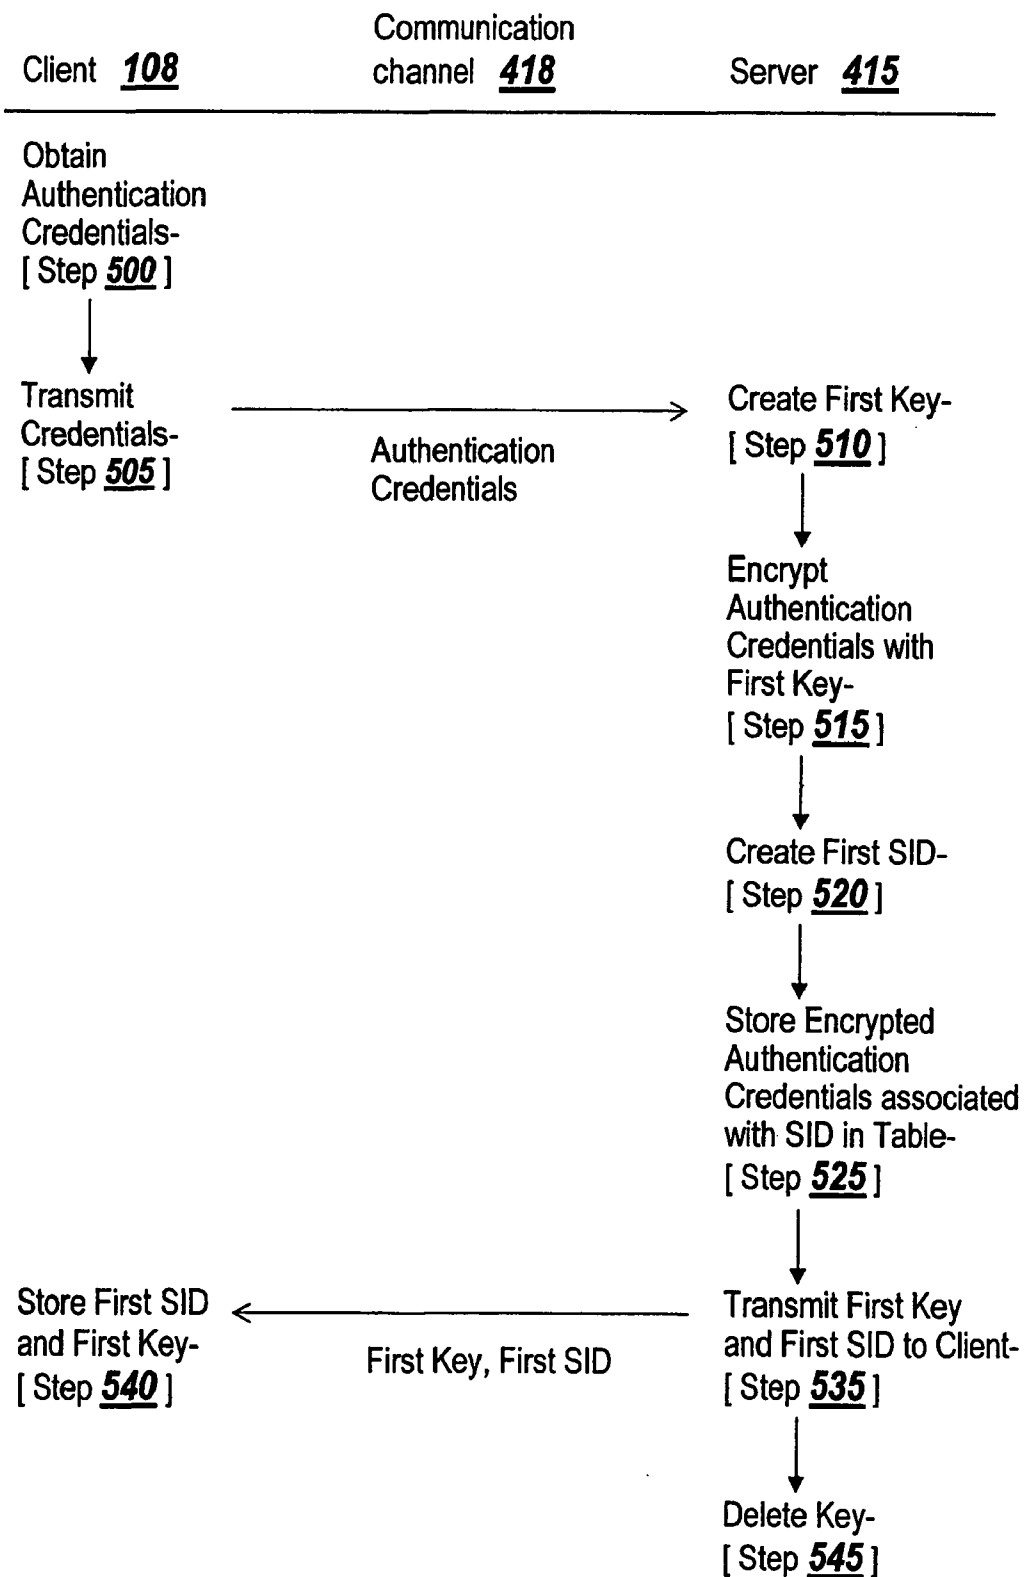 Client 108
Communication
channel 418
Server 415
Obtain
Authentication
Credentials-
[ Step 500 ]
Transmit
Credentials-
[ Step 505 ]
Authentication
Credentials
Create First Key-
[ Step 510 ]
Encrypt
Authentication
Credentials with
First Key-
[ Step 515 ]
Create First SID-
[ Step 520 ]
Store Encrypted
Authentication
Credentials associated
with SID in Table-
[ Step 525 ]
Transmit First Key
and First SID to Client-
[ Step 535 ]
First Key, First SID
Store First SID
and First Key-
[ Step 540 ]
Delete Key-
[ Step 545 ]